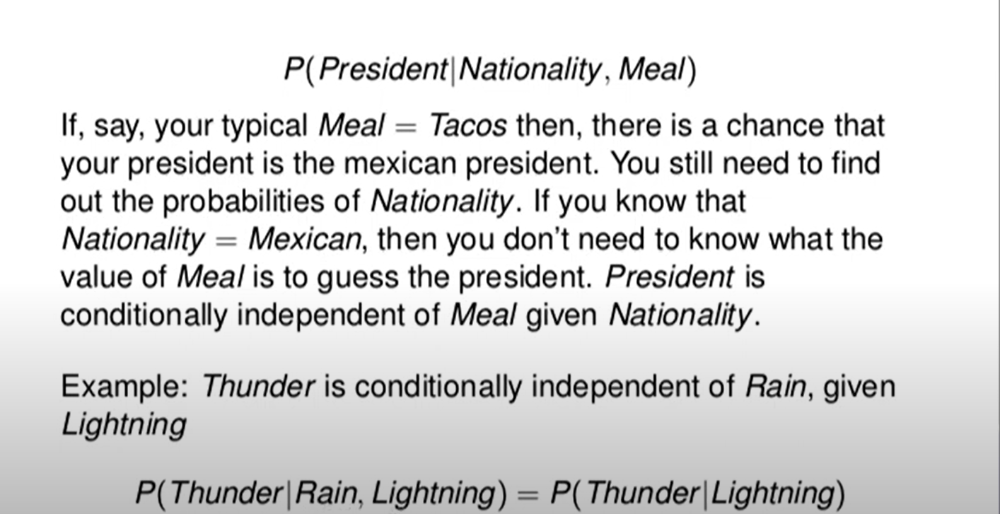 P(President|Nationality, Meal)
If, say, your typical Meal = Tacos then, there is a chance that
your president is the mexican president. You still need to find
out the probabilities of Nationality. If you know that
Nationality = Mexican, then you don't need to know what the
value of Meal is to guess the president. President is
conditionally independent of Meal given Nationality.
Example: Thunder is conditionally independent of Rain, given
Lightning
P(Thunder|Rain, Lightning) = P(Thunder|Lightning)